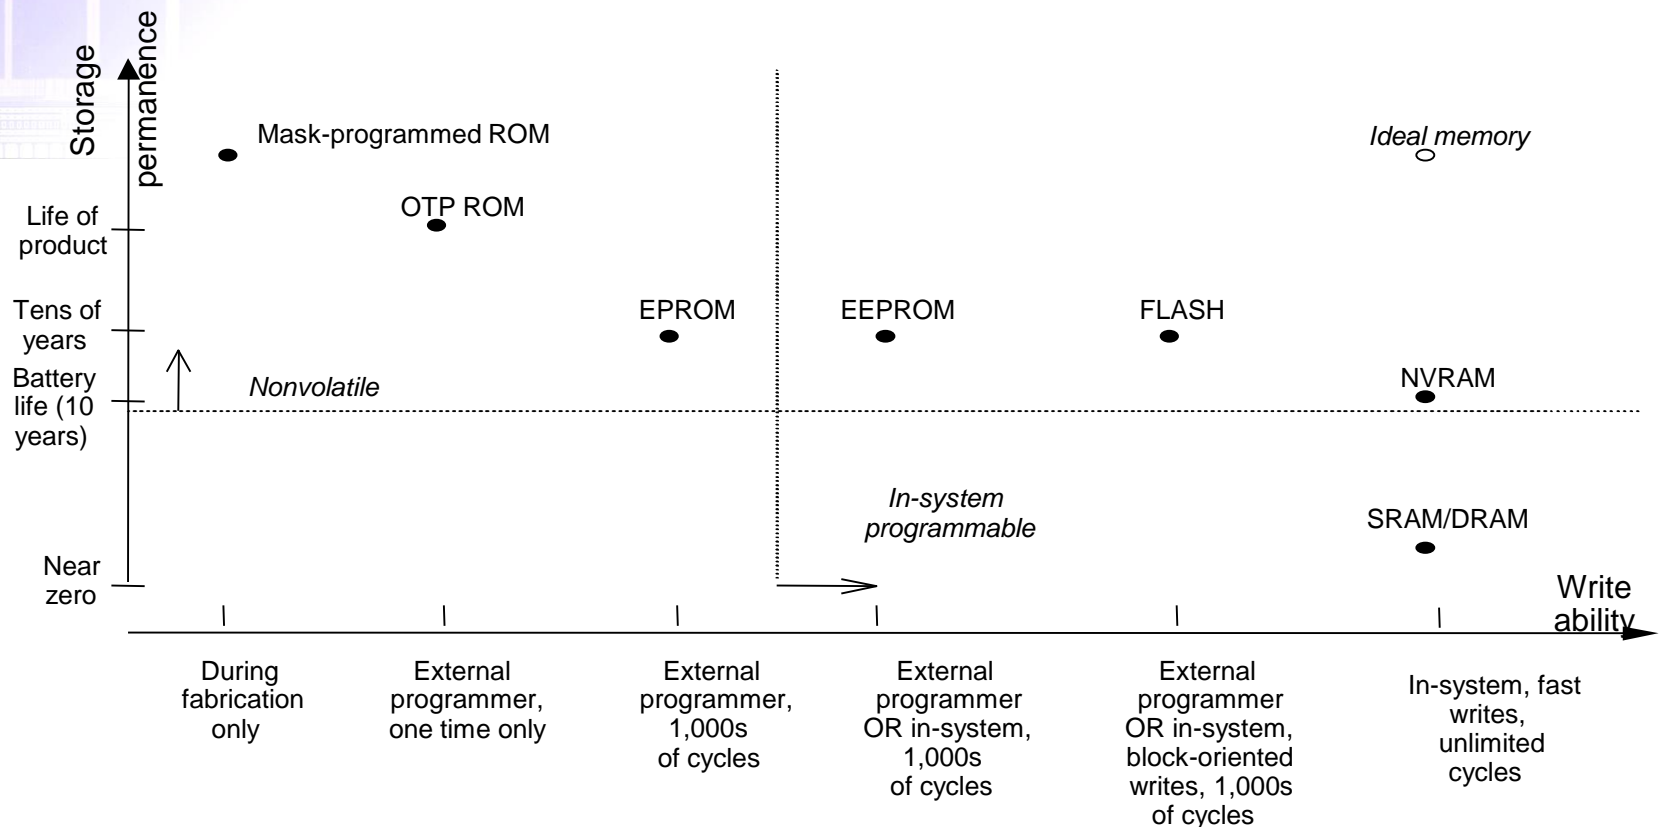 Storage
permanence
Mask-programmed ROM
Ideal memory
OTP ROM
Life of
product
EPROM
EEPROM
FLASH
Tens of
years
Nonvolatile
NVRAM
Battery
life (10
years)
In-system
programmable
SRAM/DRAM
Near
zero
Write
ability
During
fabrication
only
External
programmer,
one time only
External
programmer,
1,000s
of cycles
External
programmer
OR in-system,
1,000s
of cycles
External
programmer
OR in-system,
block-oriented
writes, 1,000s
of cycles
In-system, fast
writes,
unlimited
cycles